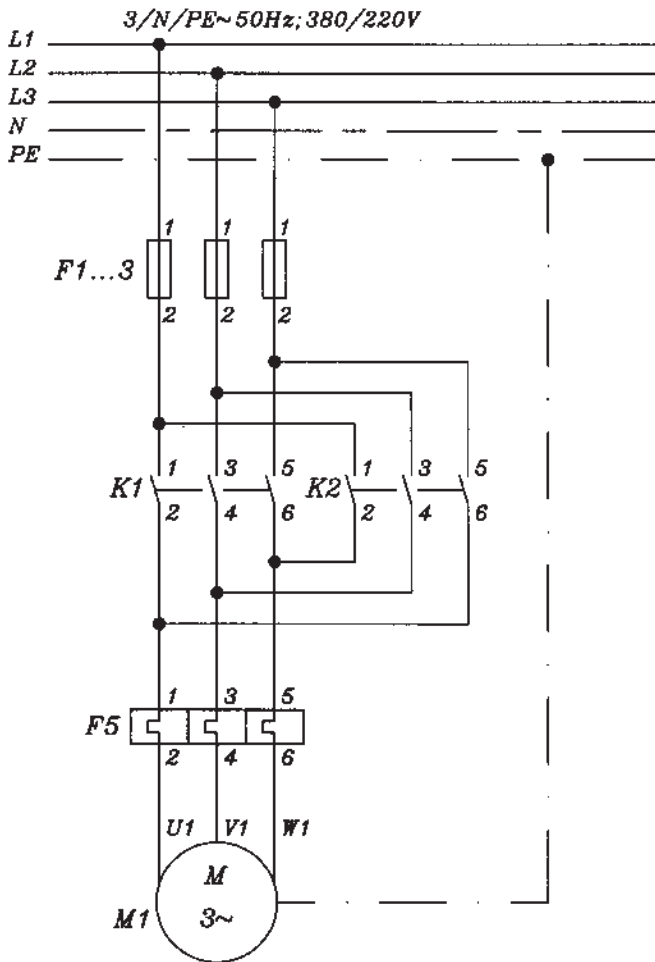 3/N/PE~50Hz; 380/220V
L1
L2
L3
N
PE
1 1 1
F1...3
2 2 2
1 3 5 1 3 5
K1 K2
2 4 6 2 4 6
1 3 5
F5
2 4 6
U1 V1 W1
M
M1 3~